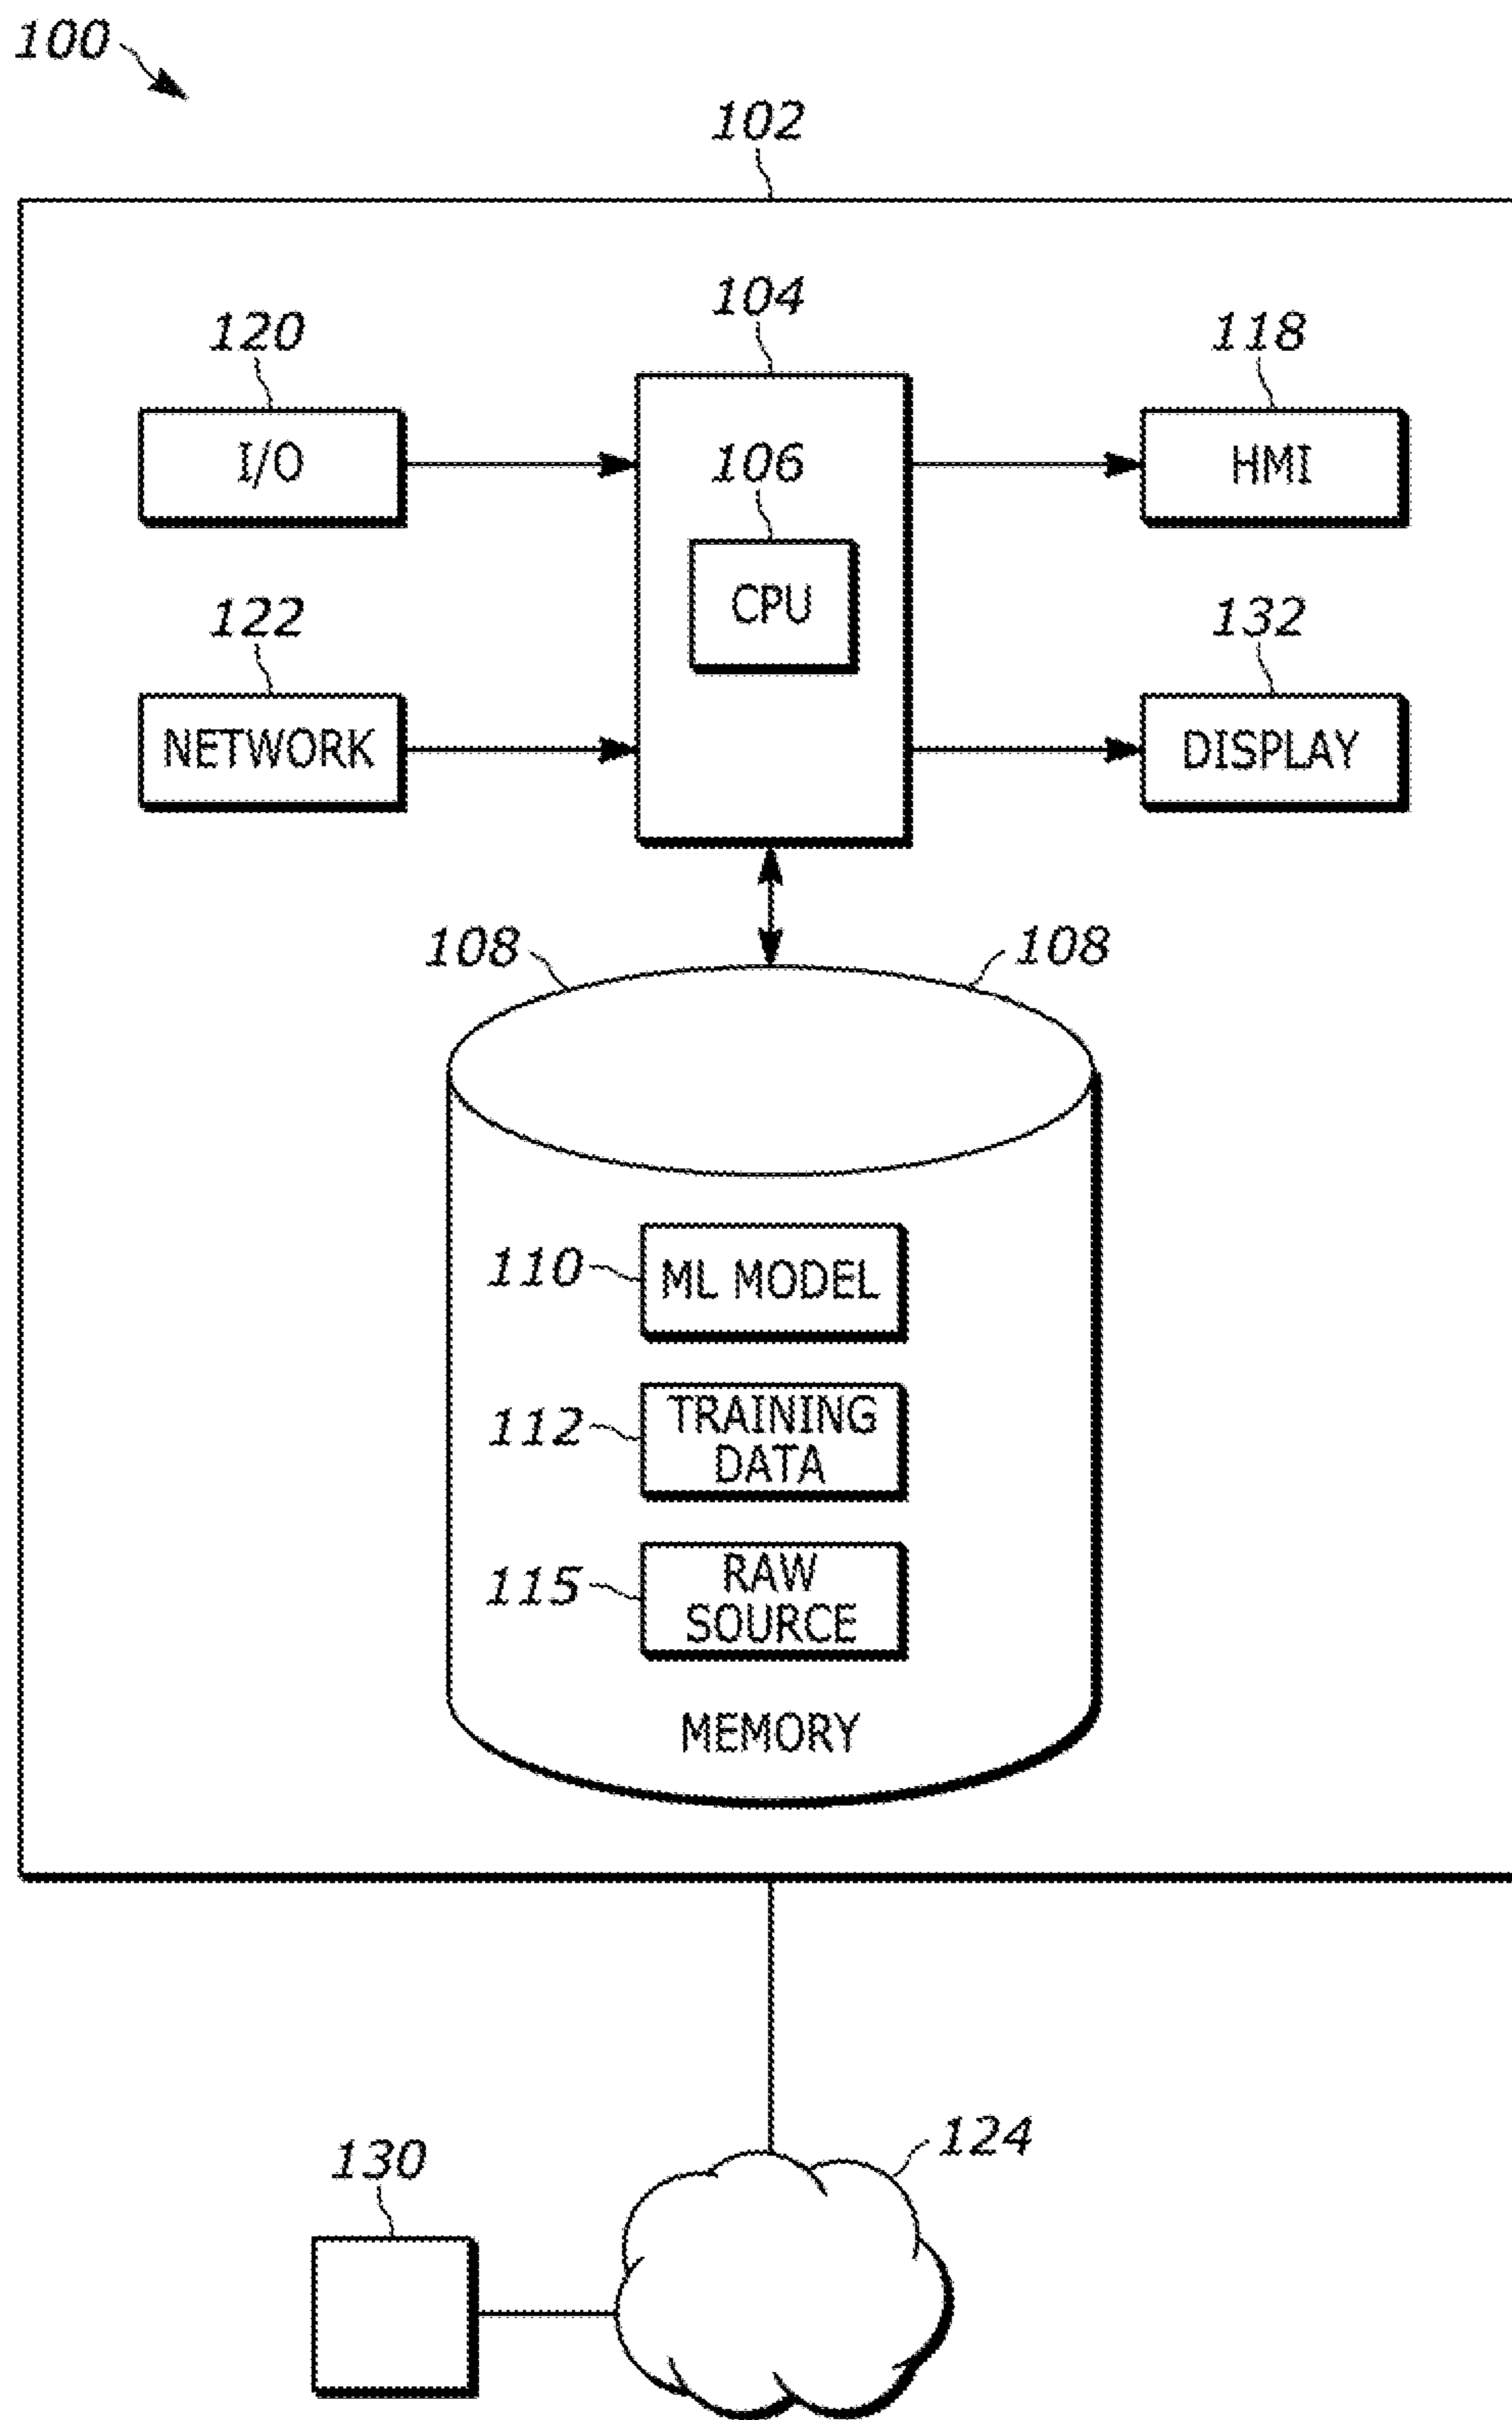 100
102
104
120
118
I/O
106
HMI
CPU
122
132
NETWORK
DISPLAY
108
108
110
ML MODEL
112
TRAINING
DATA
115
RAW
SOURCE
MEMORY
124
130